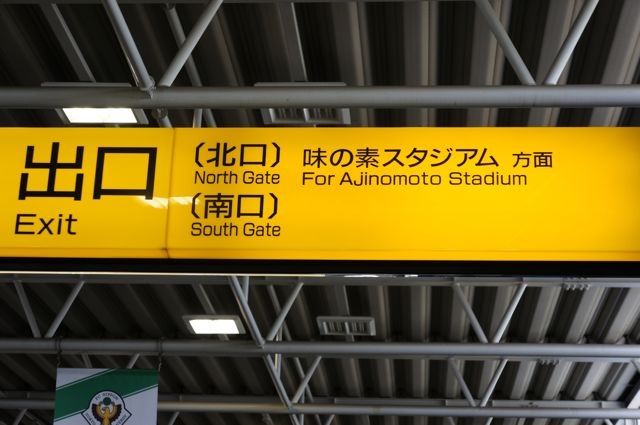 出口
Exit
〔北口〕 味の素スタジアム 方面
North Gate For Ajinomoto Stadium
〔南口〕
South Gate